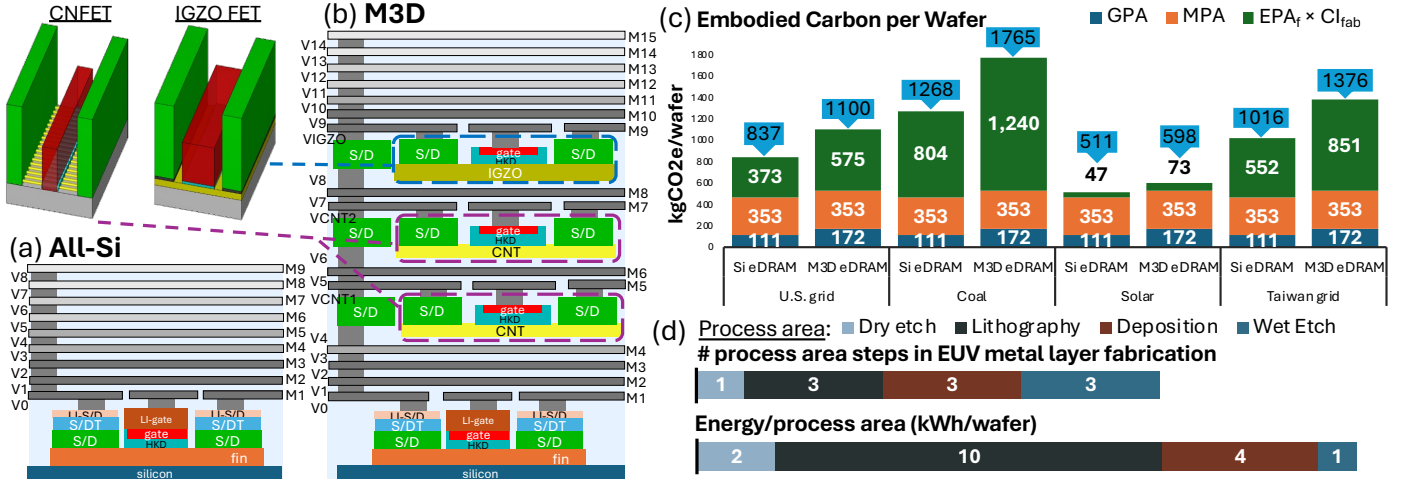 CNFET
IGZO FET
(a) All-Si
V8
V7
V6
V5
V4
V3
V2
V1
V0
M9
M8
M7
M6
M5
M4
M3
M2
M1
LI-S/D
S/DT
S/D
LI-gate
gate
HKD
LI-S/D
S/DT
S/D
fin
silicon
(b) M3D
V14
V13
V12
V11
V10
V9
VIGZO
V8
V7
VCNT2
V6
V5
VCNT1
V4
V3
V2
V1
V0
M15
M14
M13
M12
M11
M10
M9
M8
M7
M6
M5
M4
M3
M2
M1
S/D
S/D
gate
HKD
S/D
IGZO
S/D
S/D
gate
HKD
S/D
CNT
S/D
S/D
gate
HKD
S/D
CNT
LI-S/D
S/DT
S/D
LI-gate
gate
HKD
LI-S/D
S/DT
S/D
fin
silicon
(c) Embodied Carbon per Wafer
GPA MPA EPAf × CIfab
kgCO2e/wafer
1800
1600
1400
1200
1000
800
600
400
200
0
837 1100 1268 1765 511 598 1016 1376
373 575 804 1,240 47 73 552 851
353 353 353 353 353 353 353 353
111 172 111 172 111 172 111 172
Si eDRAM M3D eDRAM Si eDRAM M3D eDRAM Si eDRAM M3D eDRAM Si eDRAM M3D eDRAM
U.S. grid Coal Solar Taiwan grid
(d) Process area: Dry etch Lithography Deposition Wet Etch
# process area steps in EUV metal layer fabrication
1 3 3 3
Energy/process area (kWh/wafer)
2 10 4 1